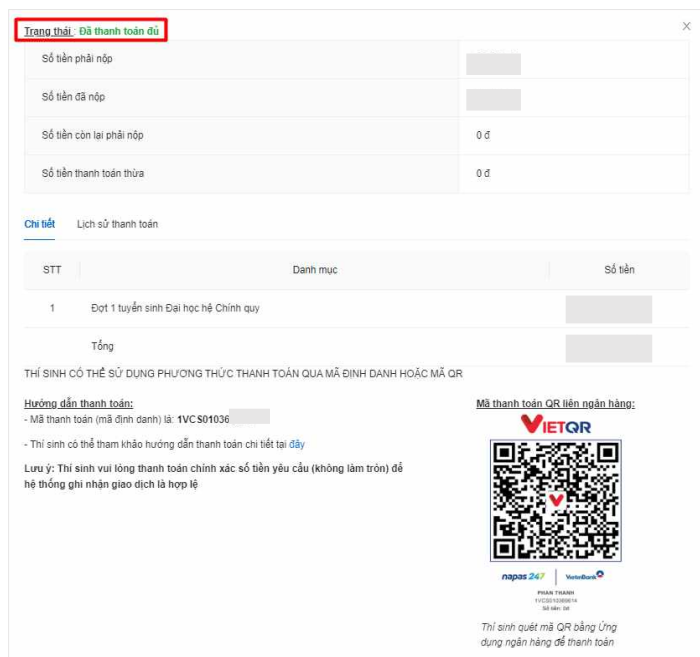 Trạng thái : Đã thanh toán đủ
X
Số tiền phải nộp
Số tiền đã nộp
Số tiền còn lại phải nộp 0 đ
Số tiền thanh toán thừa 0 đ
Chi tiết Lịch sử thanh toán
STT Danh mục Số tiền
1 Đợt 1 tuyển sinh Đại học hệ Chính quy
Tổng
THÍ SINH CÓ THỂ SỬ DỤNG PHƯƠNG THỨC THANH TOÁN QUA MÃ ĐỊNH DANH HOẶC MÃ QR
Hướng dẫn thanh toán:
- Mã thanh toán (mã định danh) là: 1VCS01036
- Thí sinh có thể tham khảo hướng dẫn thanh toán chi tiết tại đây
Lưu ý: Thí sinh vui lòng thanh toán chính xác số tiền yêu cầu (không làm tròn) để
hệ thống ghi nhận giao dịch là hợp lệ
Mã thanh toán QR liên ngân hàng:
VIETQR
napas 247 VietinBank
PHAN THANH
Số tiền: 0đ
Thí sinh quét mã QR bằng Ứng
dụng ngân hàng để thanh toán